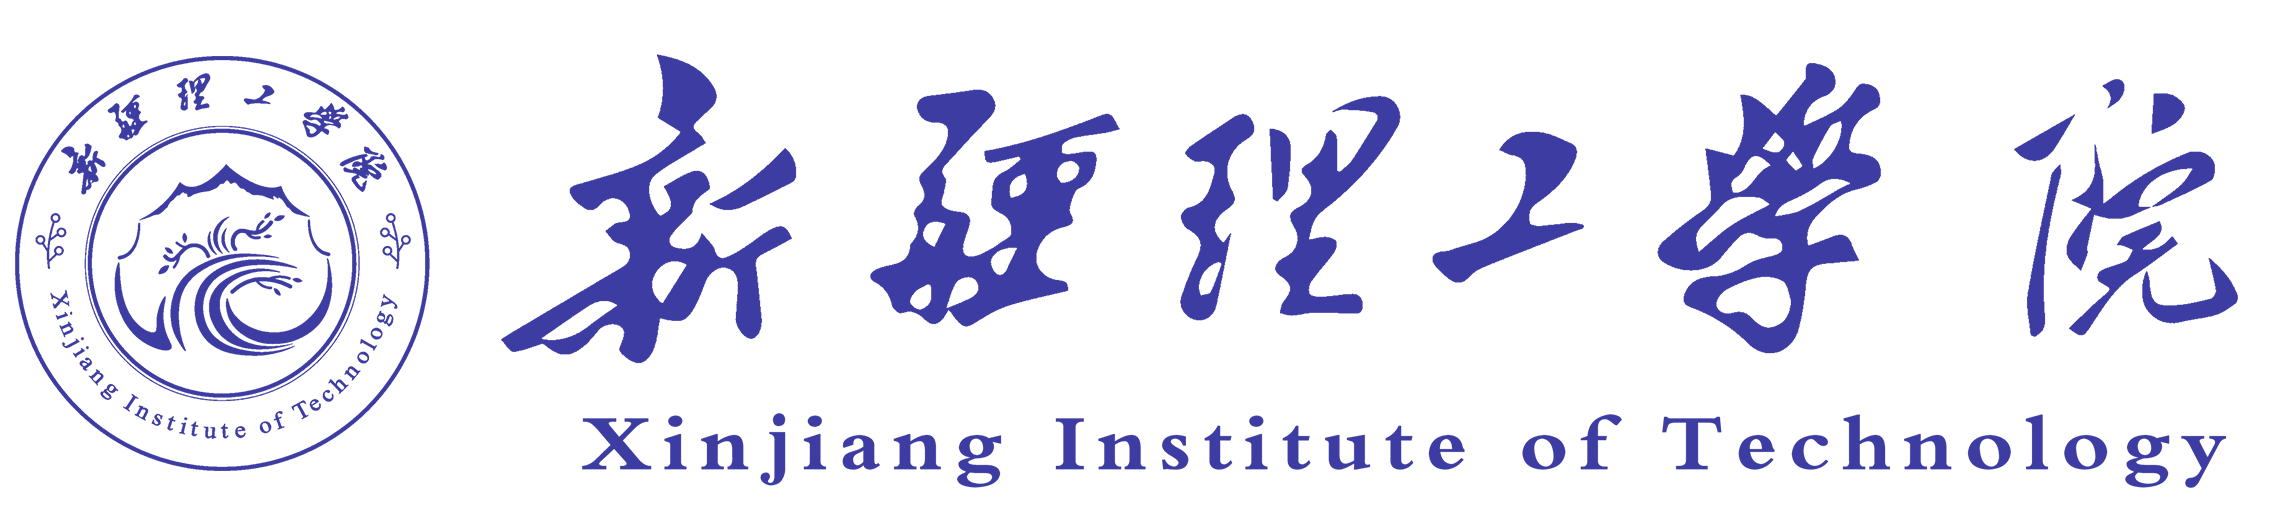 新疆理工學院
Xinjiang Institute of Technology
新疆理工學院
Xinjiang Institute of Technology